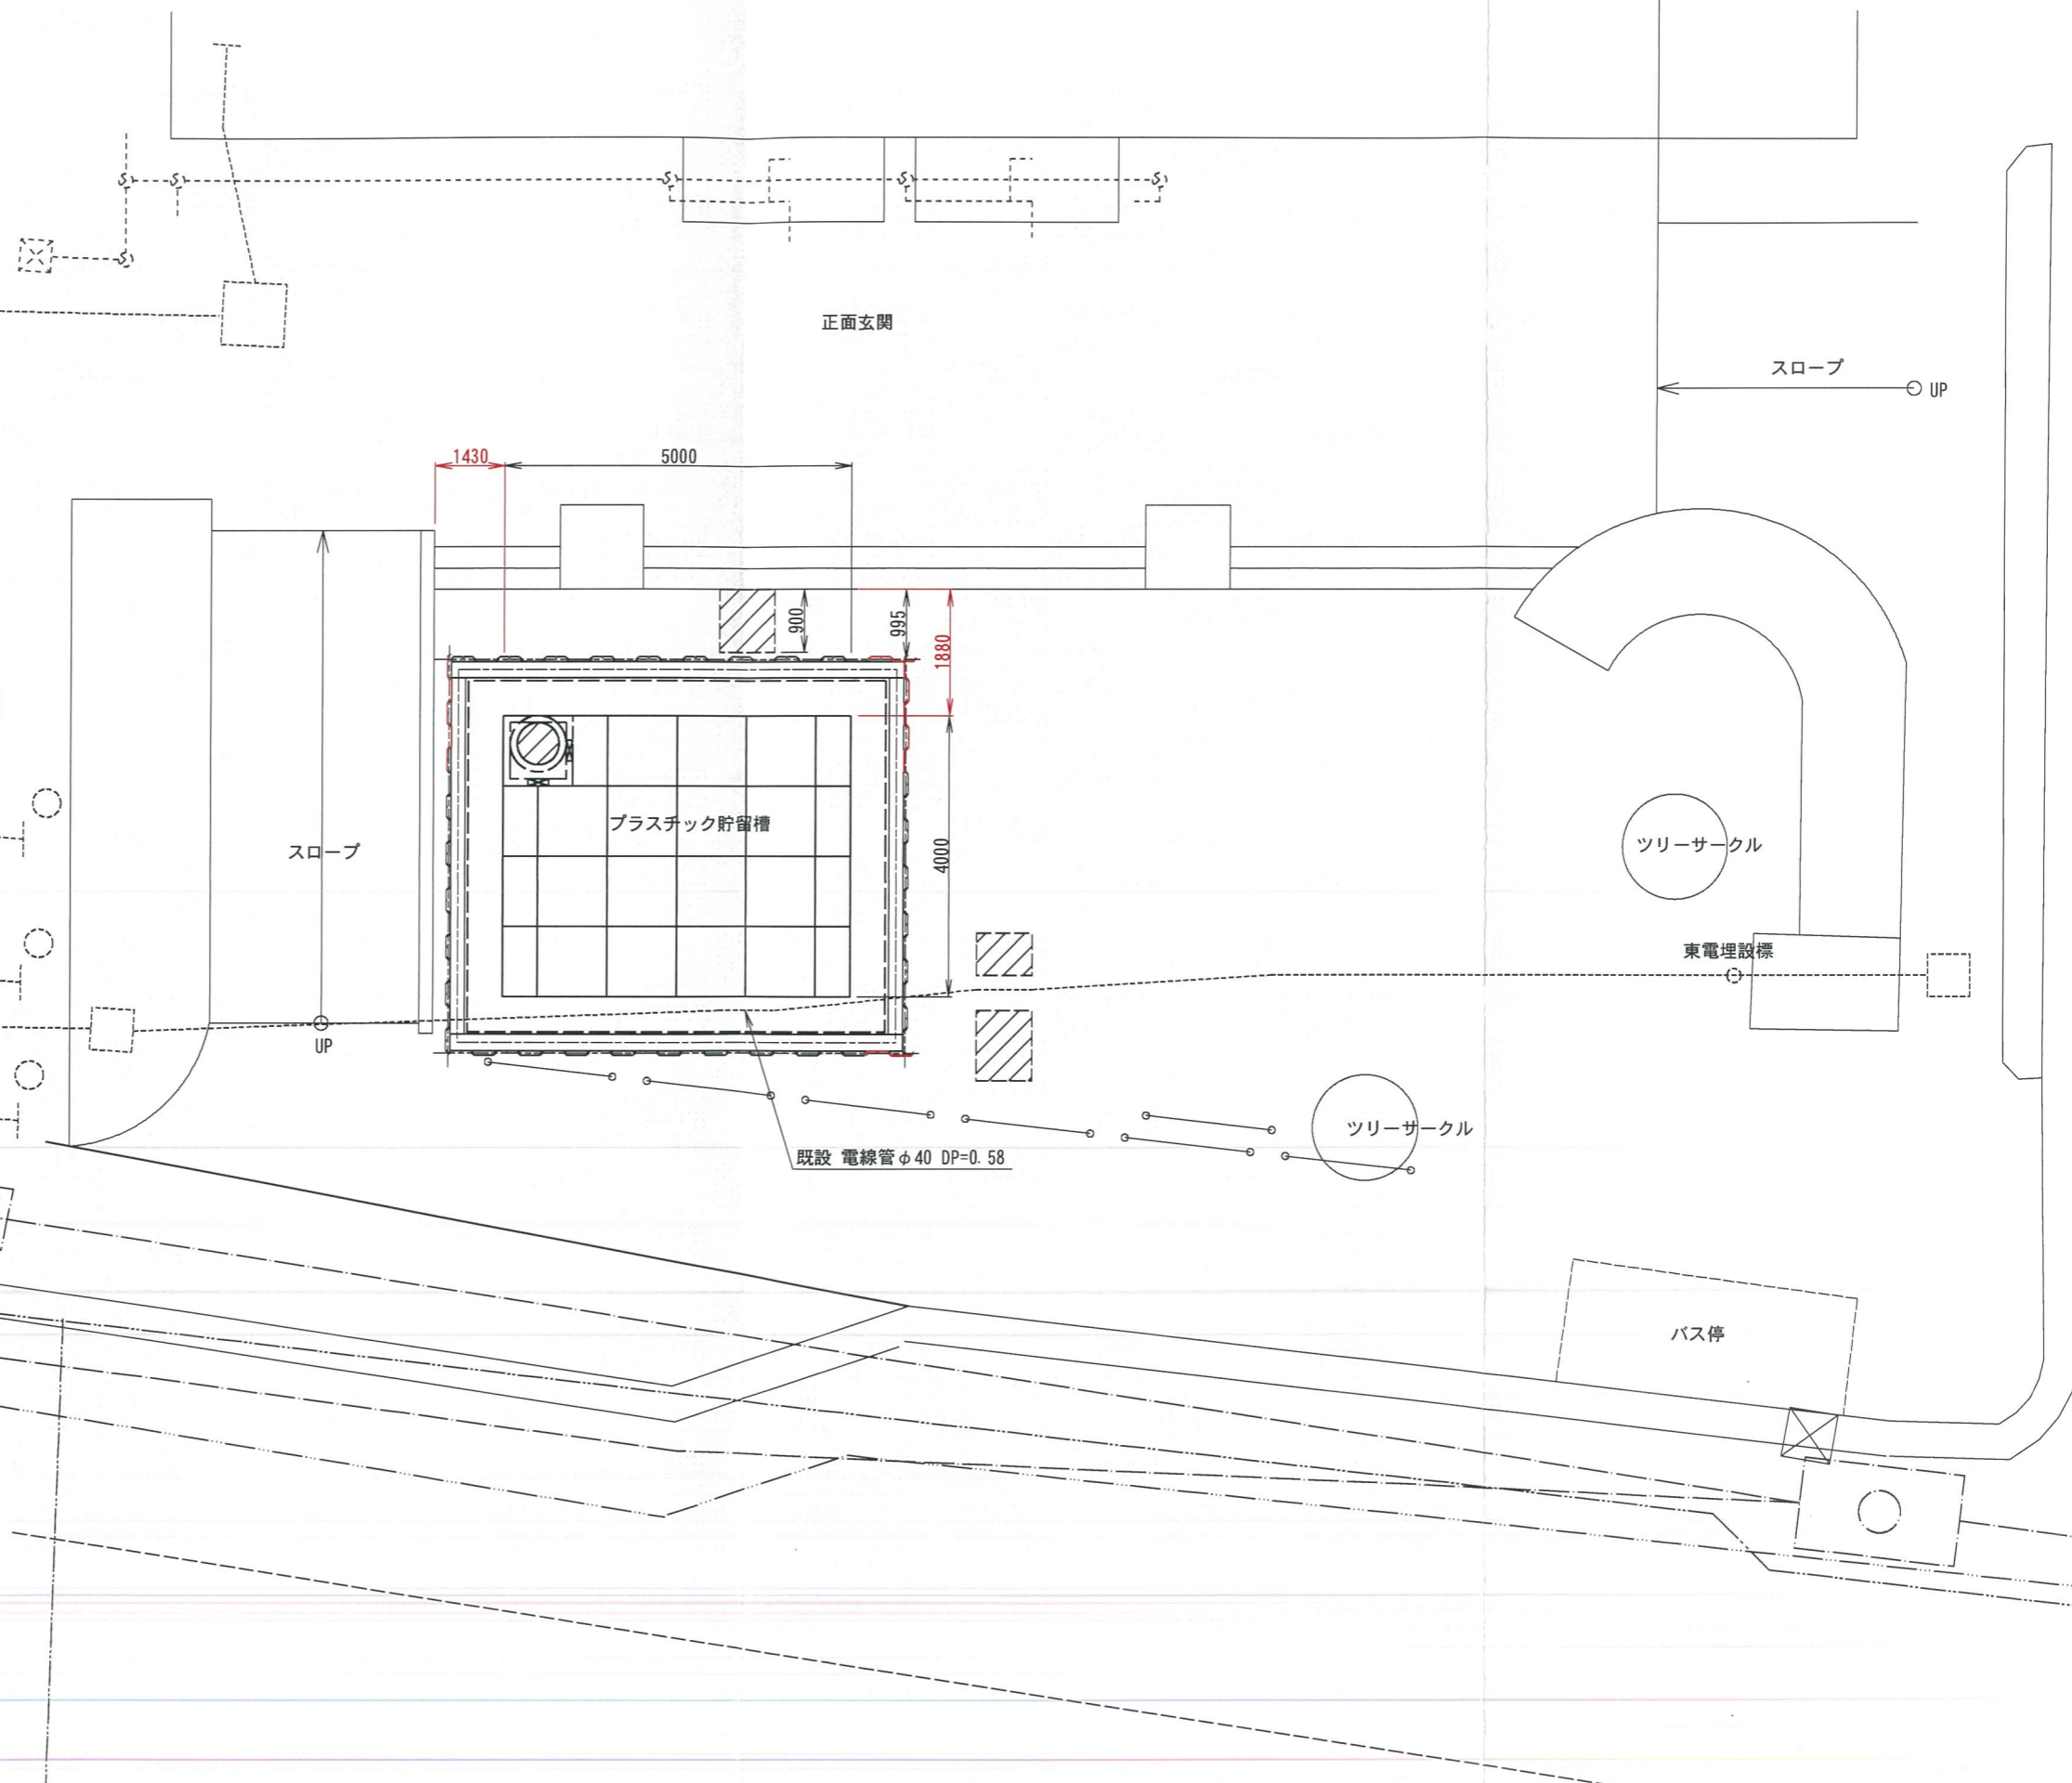 正面玄関
スロープ
UP
1430
5000
900
995
1880
プラスチック貯留槽
4000
スロープ
ツリーサークル
東電埋設標
UP
ツリーサークル
既設 電線管φ40 DP=0.58
バス停